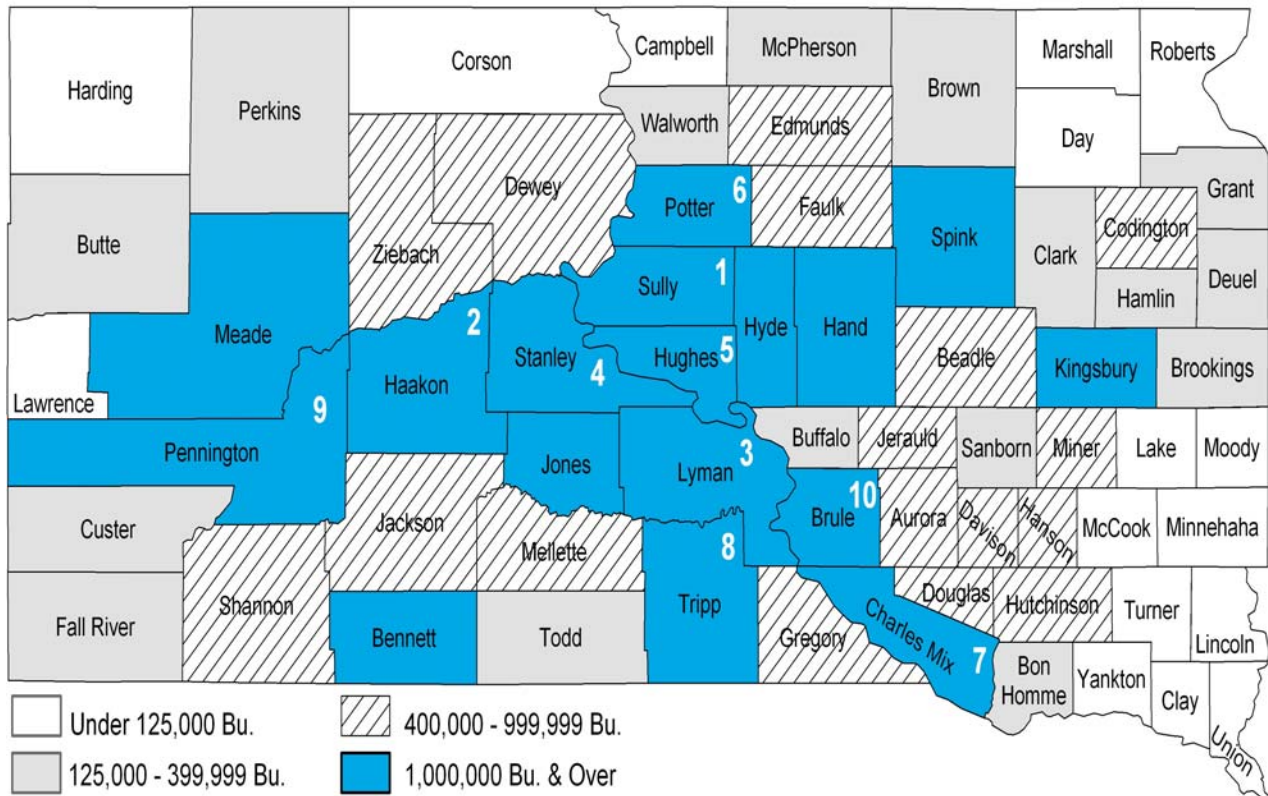 Harding
Perkins
Corson
Campbell
McPherson
Brown
Marshall
Roberts
Walworth
Edmunds
Day
Butte
Ziebach
Dewey
Potter 6
Faulk
Spink
Clark
Codington
Grant
Hamlin
Deuel
Meade
Haakon 2
Stanley 4
Sully 1
Hughes 5
Hyde
Hand
Beadle
Kingsbury
Brookings
Lawrence
Pennington 9
Jones
Lyman 3
Buffalo
Jerauld
Sanborn
Miner
Lake
Moody
Custer
Jackson
Mellette
Tripp 8
Brule 10
Aurora
Davison
Hanson
McCook
Minnehaha
Fall River
Shannon
Bennett
Todd
Gregory
Charles Mix 7
Douglas
Hutchinson
Turner
Lincoln
Bon
Homme
Yankton
Clay
Union
Under 125,000 Bu.
400,000 - 999,999 Bu.
125,000 - 399,999 Bu.
1,000,000 Bu. & Over